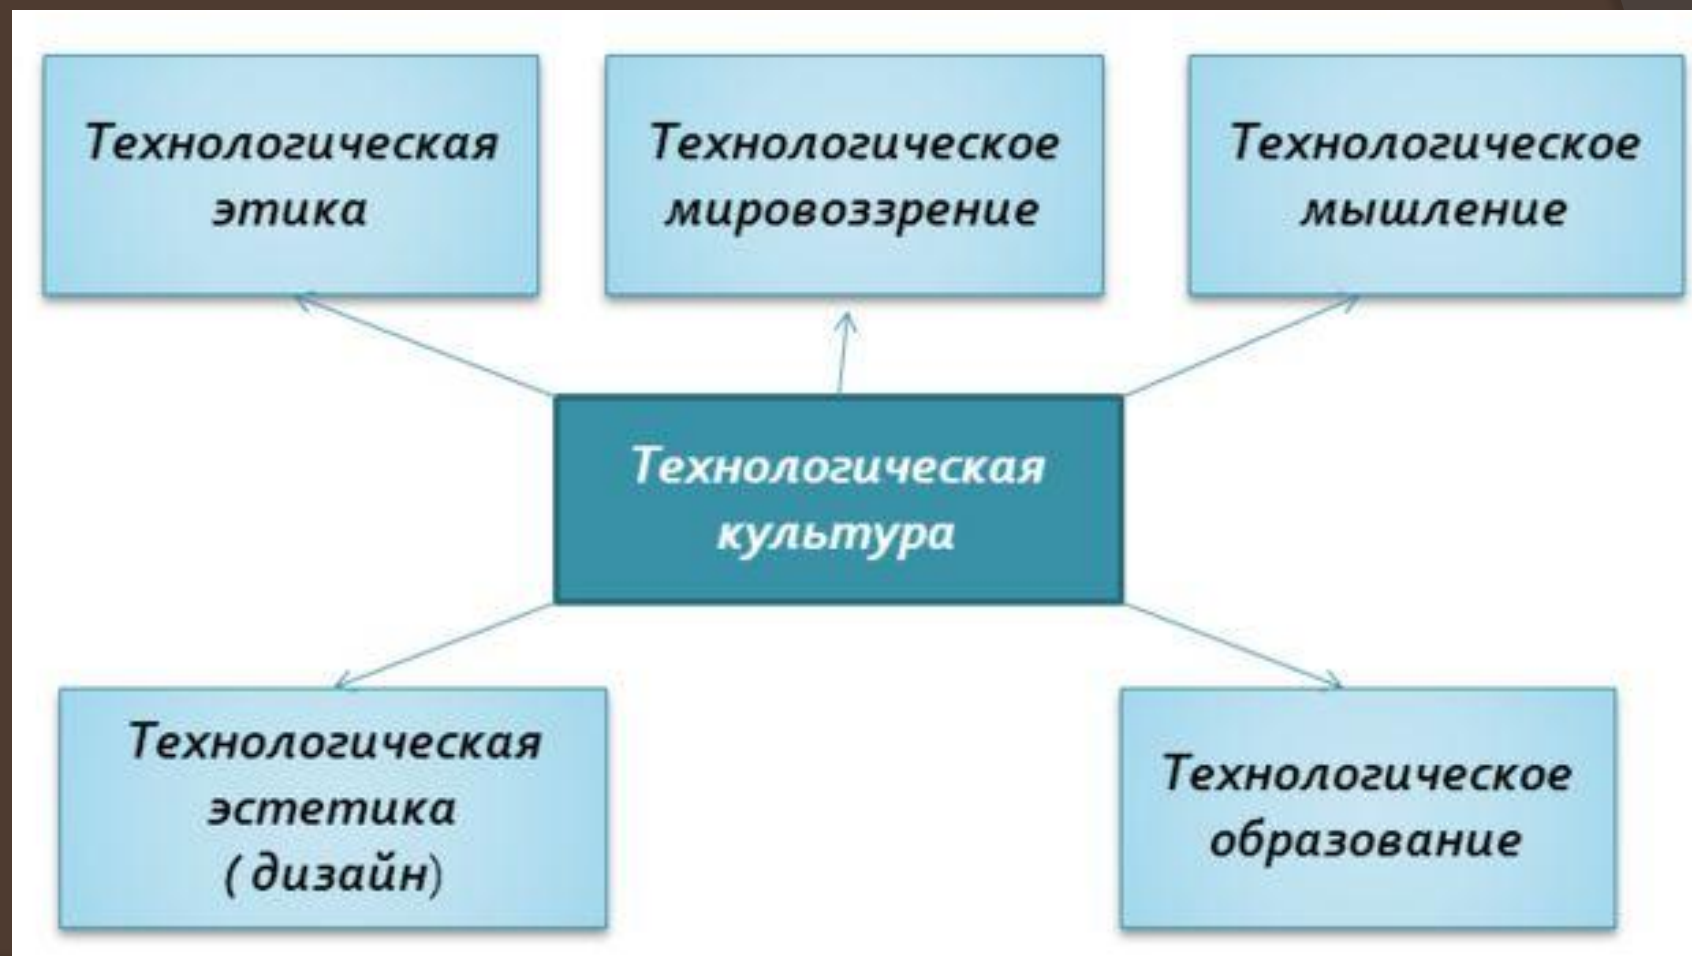 Технологическая
этика
Технологическое
мировоззрение
Технологическое
мышление
Технологическая
культура
Технологическая
эстетика
( дизайн)
Технологическое
образование